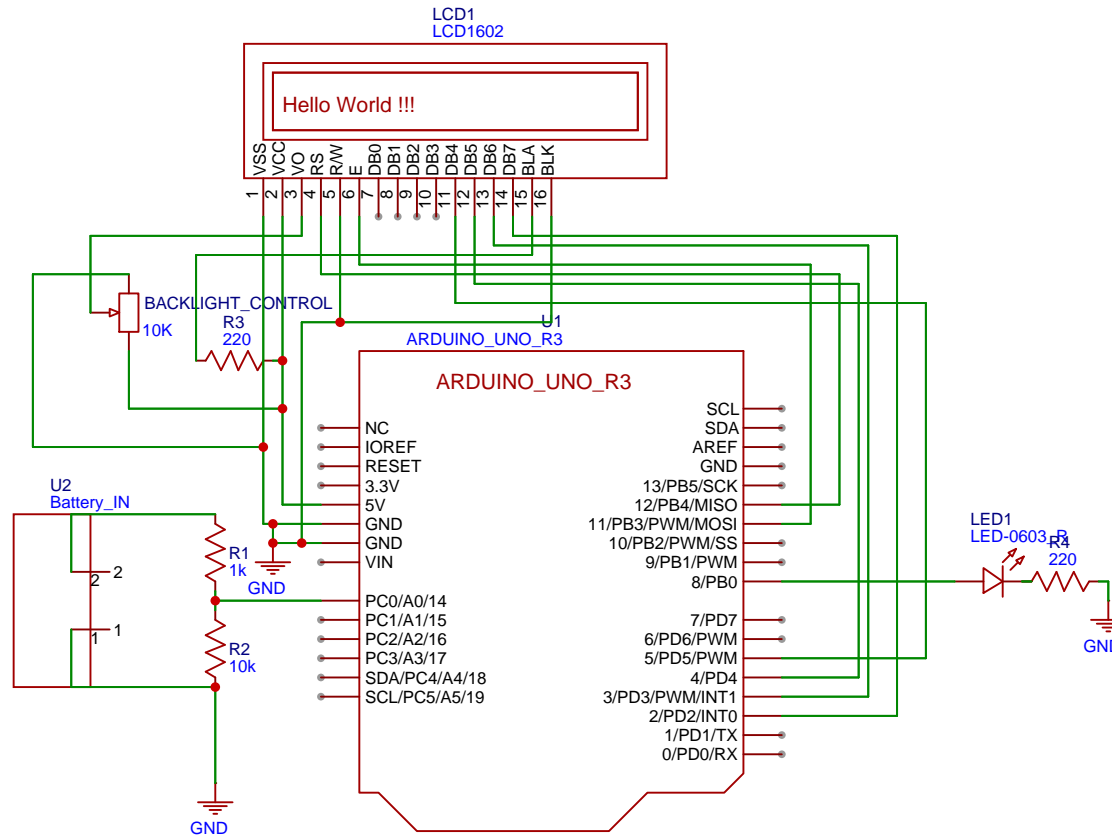 LCD1
LCD1602
Hello World !!!
VSS
VCC
VO
RS
R/W
E
DB0
DB1
DB2
DB3
DB4
DB5
DB6
DB7
BLA
BLK
1
2
3
4
5
6
7
8
9
10
11
12
13
14
15
16
BACKLIGHT_CONTROL
10K
R3
220
U1
ARDUINO_UNO_R3
ARDUINO_UNO_R3
NC
IOREF
RESET
3.3V
5V
GND
GND
VIN
PC0/A0/14
PC1/A1/15
PC2/A2/16
PC3/A3/17
SDA/PC4/A4/18
SCL/PC5/A5/19
SCL
SDA
AREF
GND
13/PB5/SCK
12/PB4/MISO
11/PB3/PWM/MOSI
10/PB2/PWM/SS
9/PB1/PWM
8/PB0
7/PD7
6/PD6/PWM
5/PD5/PWM
4/PD4
3/PD3/PWM/INT1
2/PD2/INT0
1/PD1/TX
0/PD0/RX
U2
Battery_IN
2
2
1
1
R1
1k
R2
10k
GND
GND
LED1
LED-0603_R
R4
220
GND